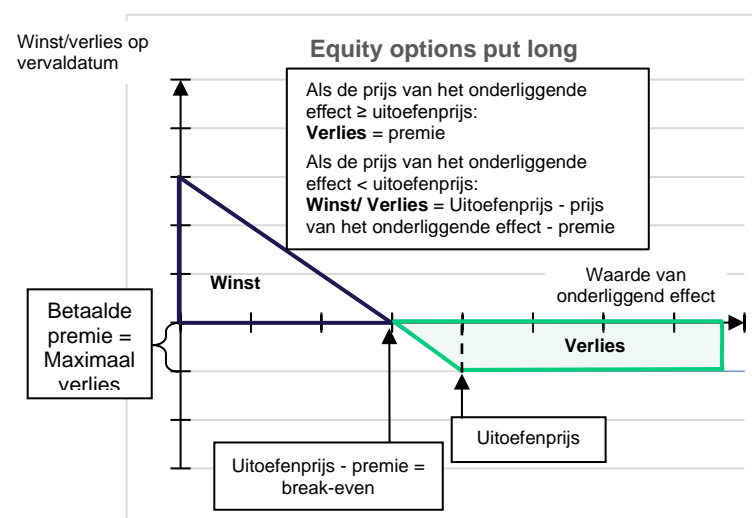 Winst/verlies op
vervaldatum
Equity options put long
Als de prijs van het onderliggende
effect ≥ uitoefenprijs:
Verlies = premie
Als de prijs van het onderliggende
effect < uitoefenprijs:
Winst/ Verlies = Uitoefenprijs - prijs
van het onderliggende effect - premie
Winst
Waarde van
onderliggend effect
Betaalde
premie =
Maximaal
verlies
Verlies
Uitoefenprijs
Uitoefenprijs - premie =
break-even